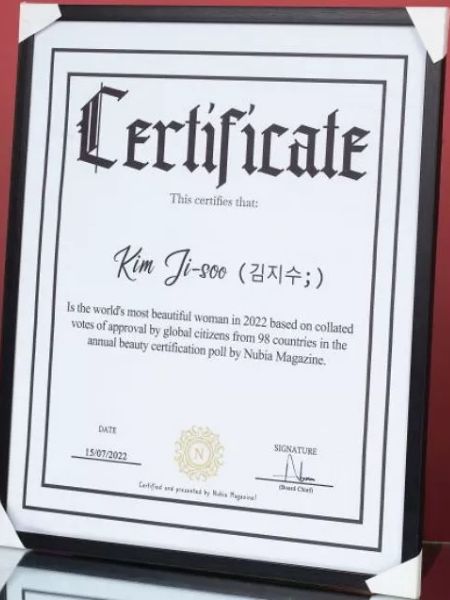 Certificate
This certifies that:
Kim Ji-soo (김지수;)
Is the world's most beautiful woman in 2022 based on collated
votes of approval by global citizens from 98 countries in the
annual beauty certification poll by Nubia Magazine.
DATE
15/07/2022
N
SIGNATURE
(Board Chief)
Certified and presented by Nubia Magazine!